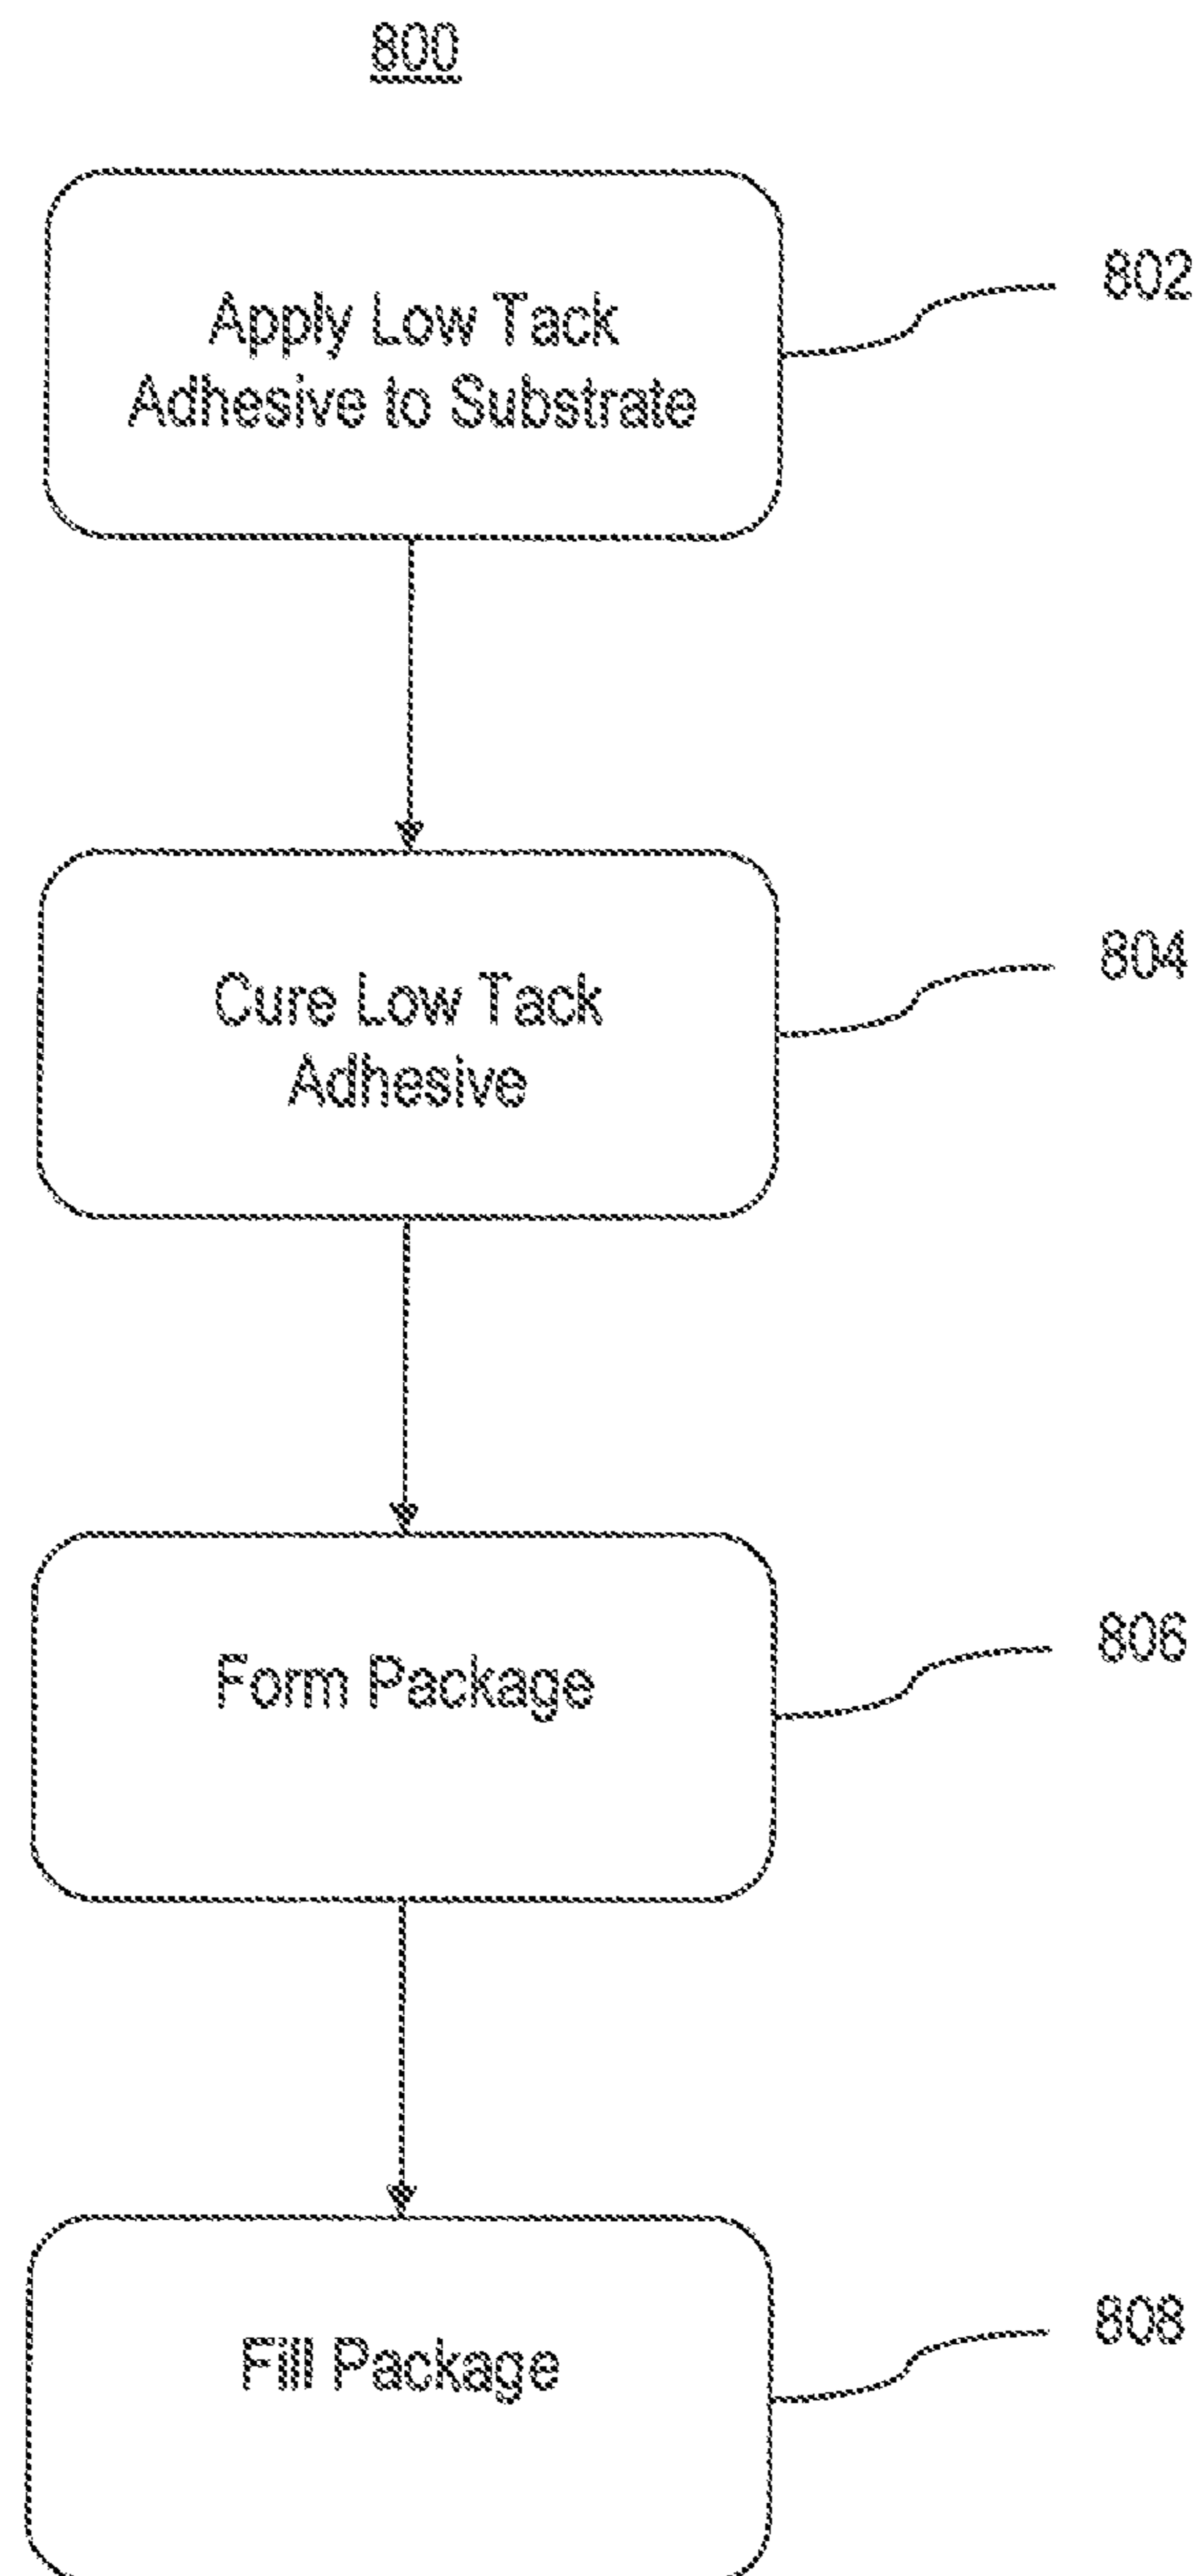 800
Apply Low Tack
Adhesive to Substrate
802
Cure Low Tack
Adhesive
804
Form Package
806
Fill Package
808